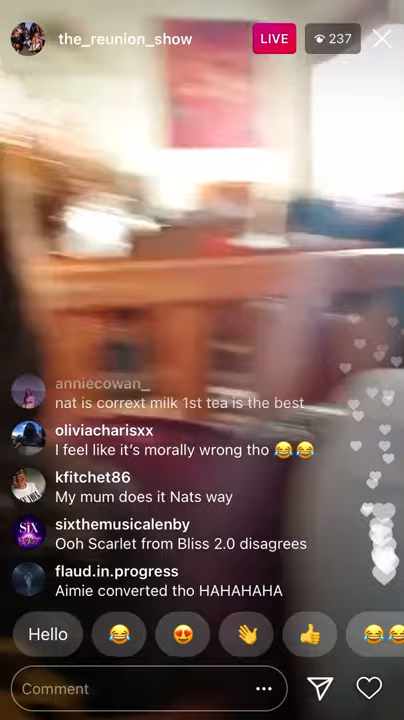 the_reunion_show LIVE 237
anniecowan_
nat is corrext milk 1st tea is the best
oliviacharisxx
I feel like it's morally wrong tho 😂😂
kfitchet86
My mum does it Nats way
sixthemusicalenby
Ooh Scarlet from Bliss 2.0 disagrees
flaud.in.progress
Aimie converted tho HAHAHAHA
Hello 😂 😍 👋 👍 😂😂
Comment